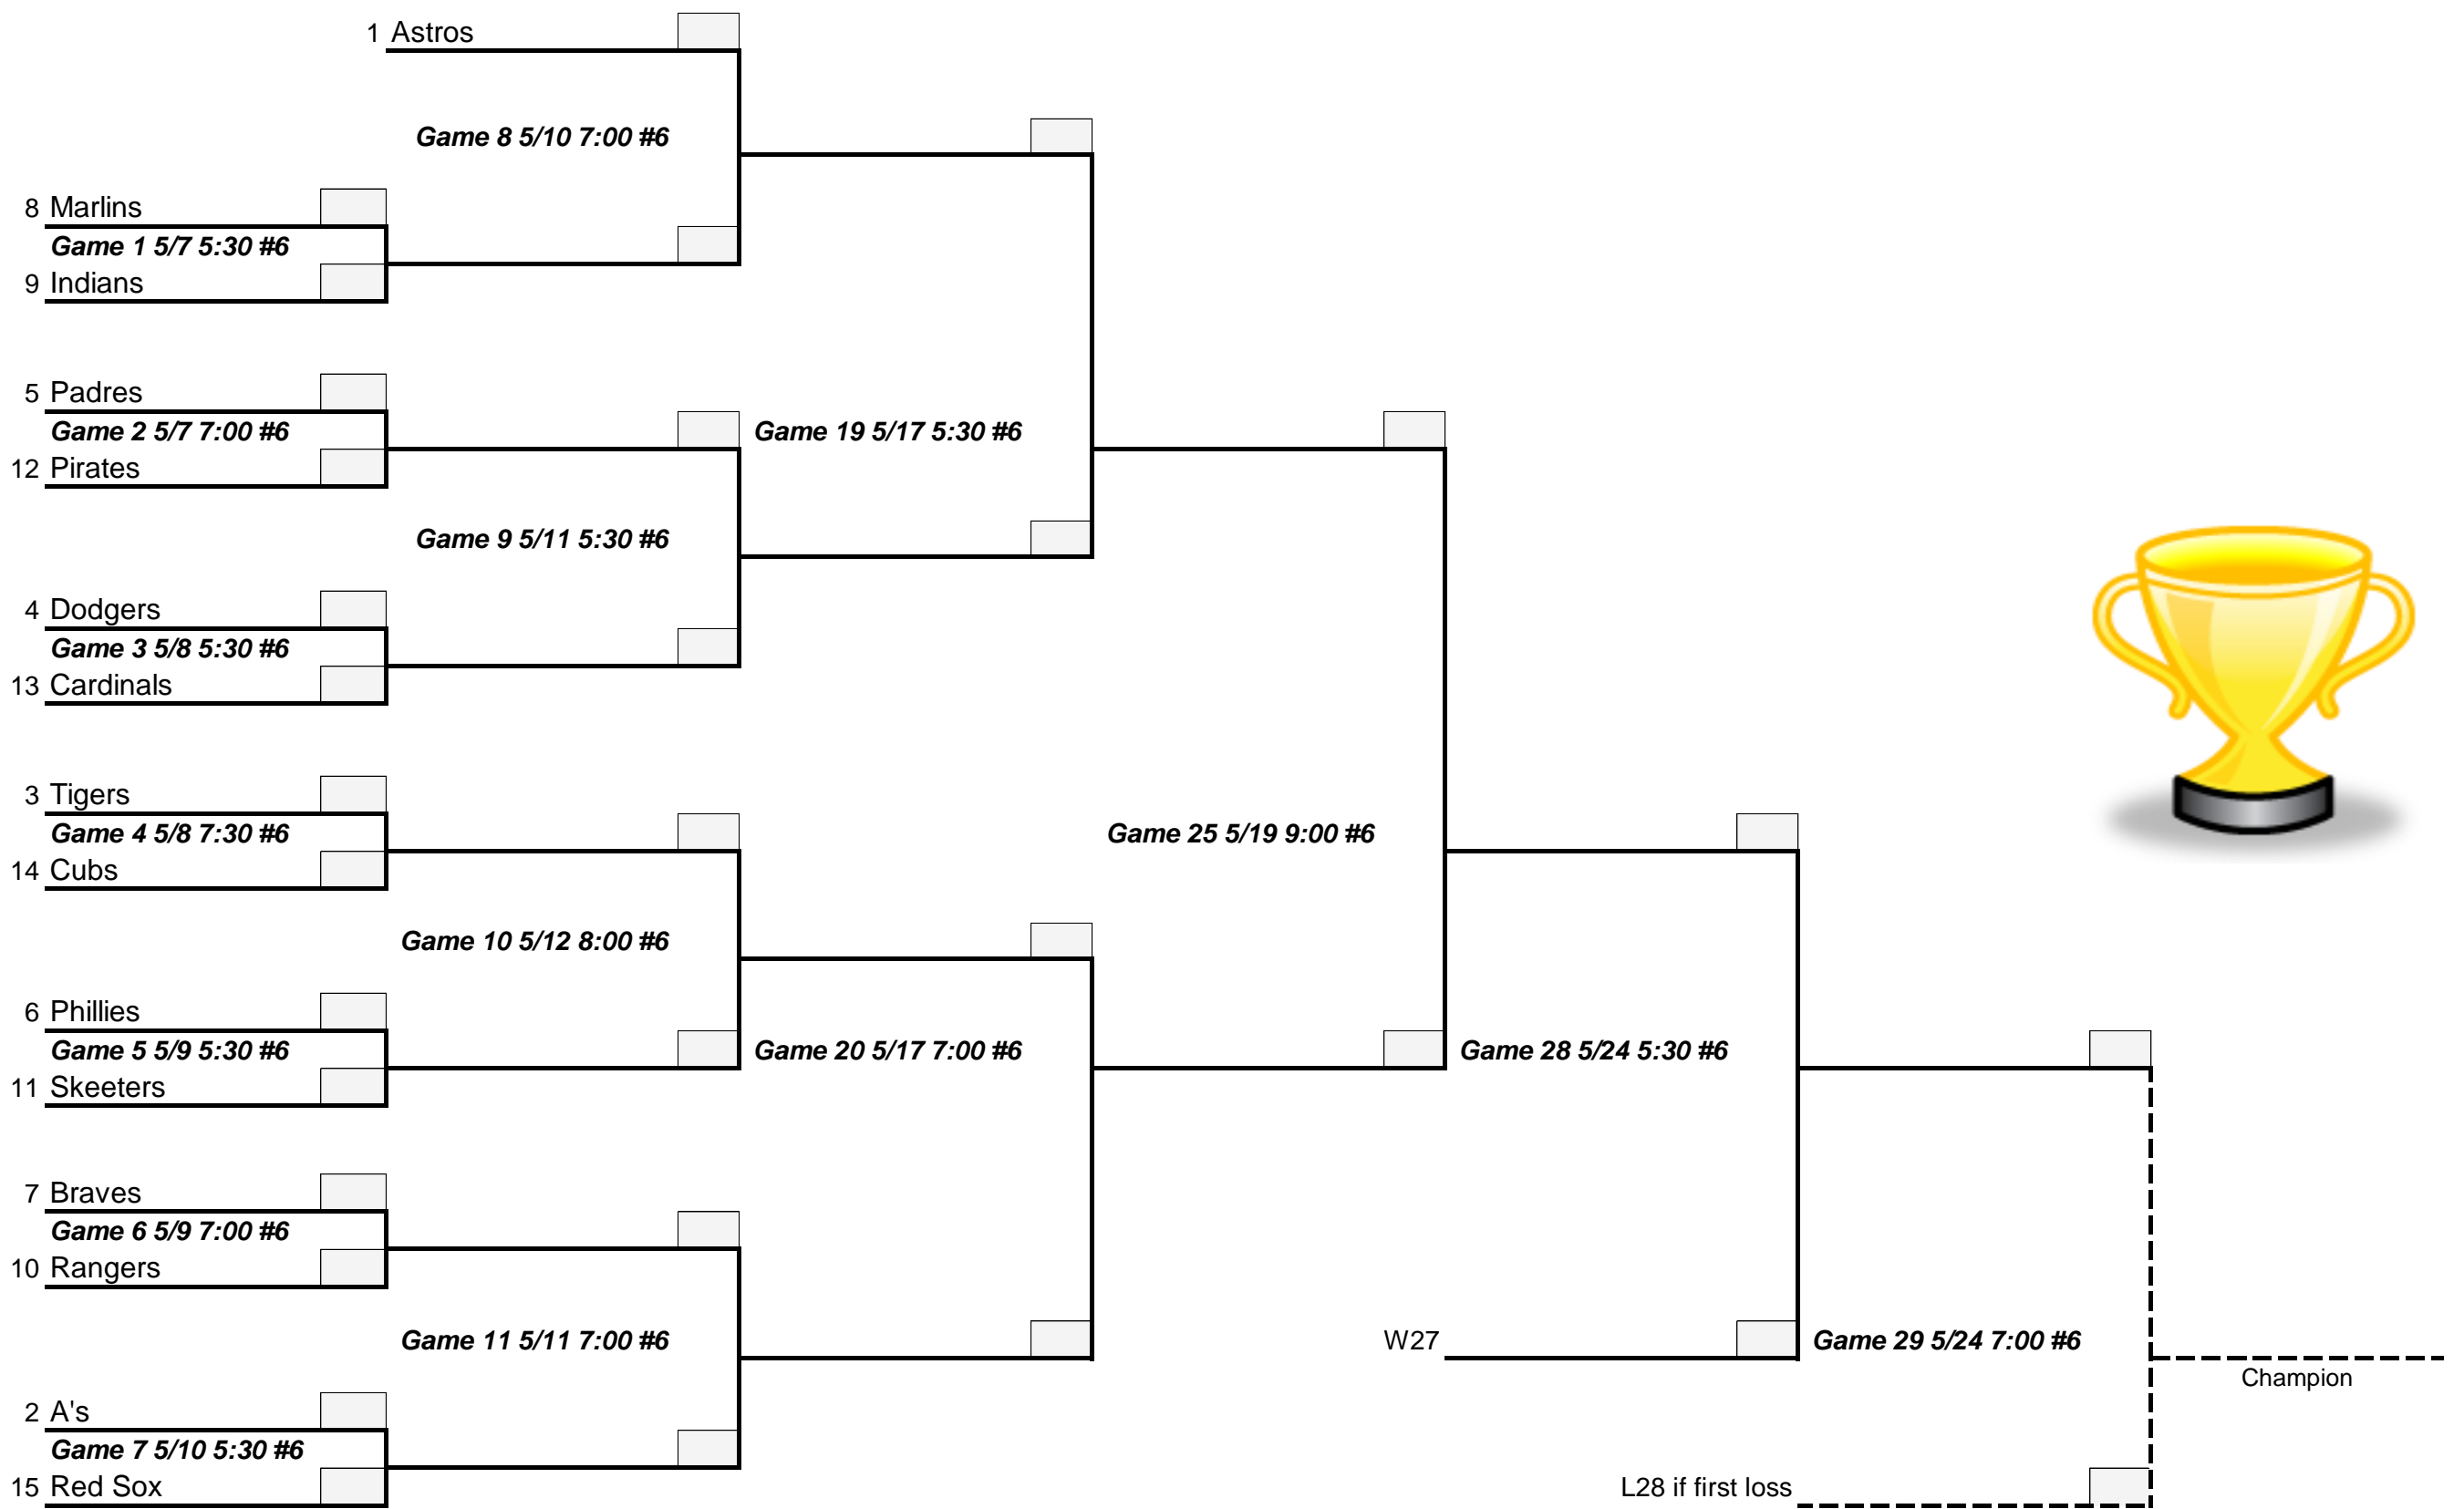 1 Astros
Game 8 5/10 7:00 #6
8 Marlins
Game 1 5/7 5:30 #6
9 Indians
5 Padres
Game 2 5/7 7:00 #6
Game 19 5/17 5:30 #6
12 Pirates
Game 9 5/11 5:30 #6
4 Dodgers
Game 3 5/8 5:30 #6
13 Cardinals
3 Tigers
Game 4 5/8 7:30 #6
Game 25 5/19 9:00 #6
14 Cubs
Game 10 5/12 8:00 #6
6 Phillies
Game 5 5/9 5:30 #6
Game 20 5/17 7:00 #6
Game 28 5/24 5:30 #6
11 Skeeters
7 Braves
Game 6 5/9 7:00 #6
10 Rangers
Game 11 5/11 7:00 #6
W27
Game 29 5/24 7:00 #6
Champion
2 A's
Game 7 5/10 5:30 #6
15 Red Sox
L28 if first loss